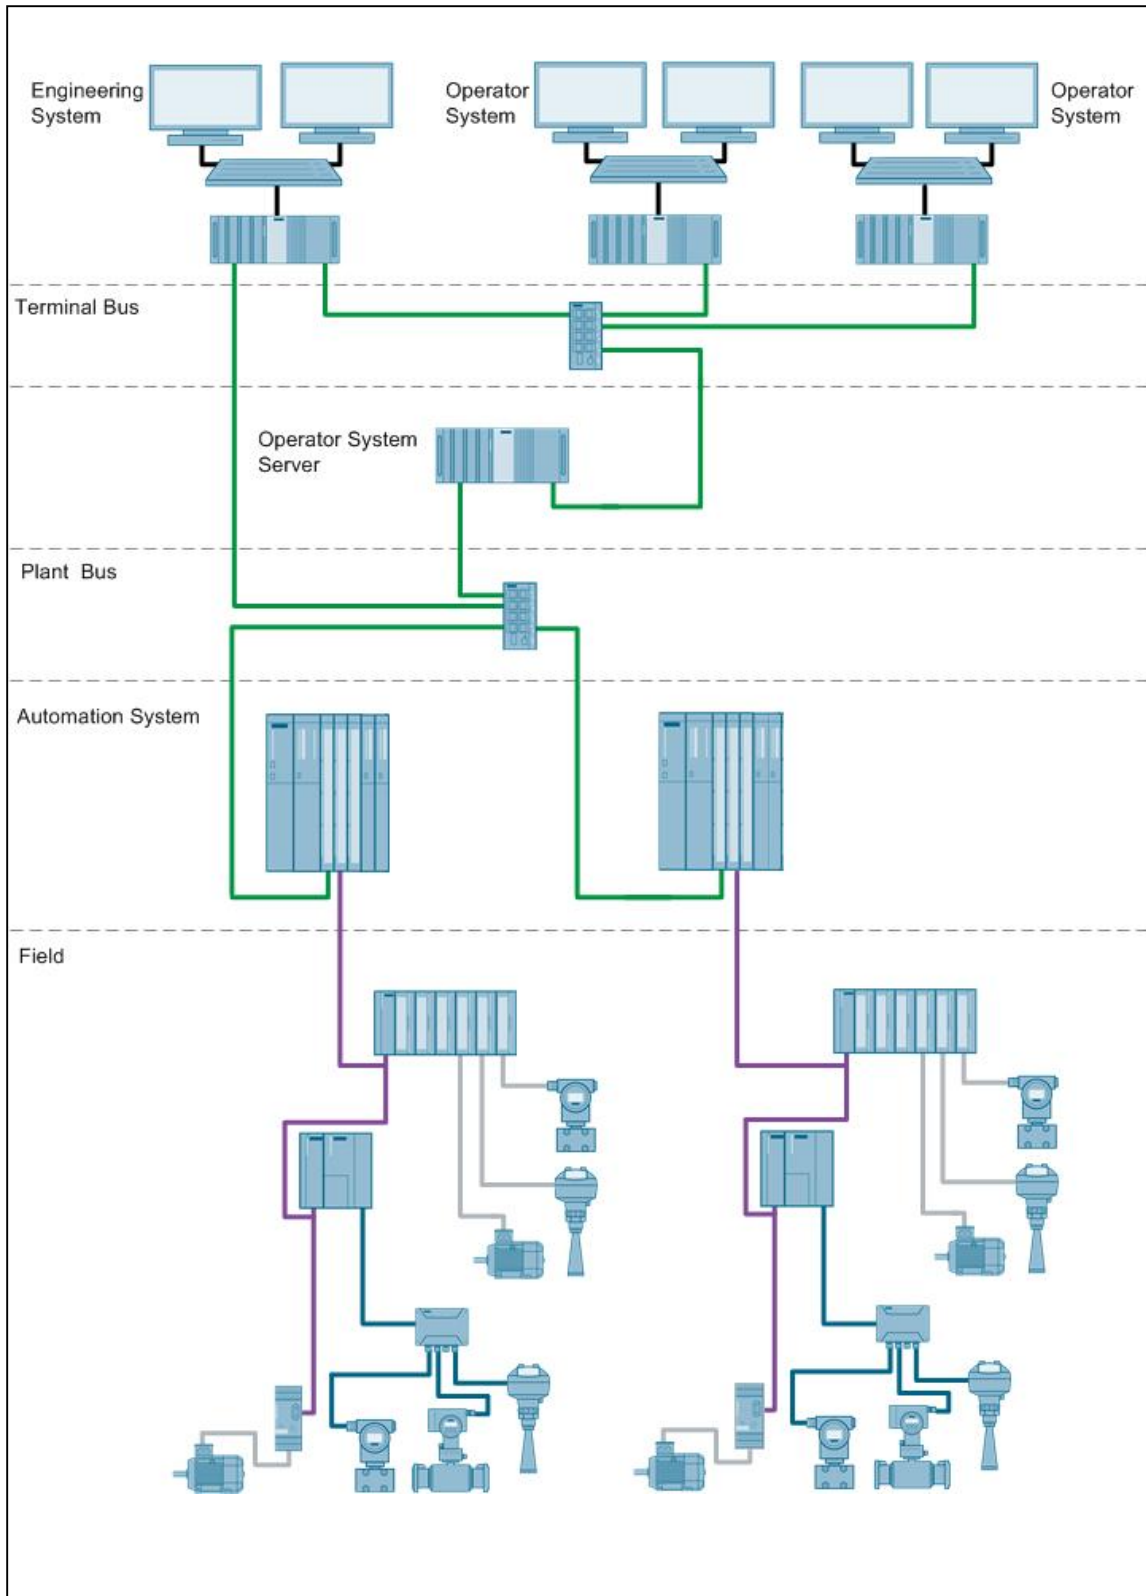 Engineering
System
Operator
System
Operator
System
Terminal Bus
Operator System
Server
Plant  Bus
Automation System
Field